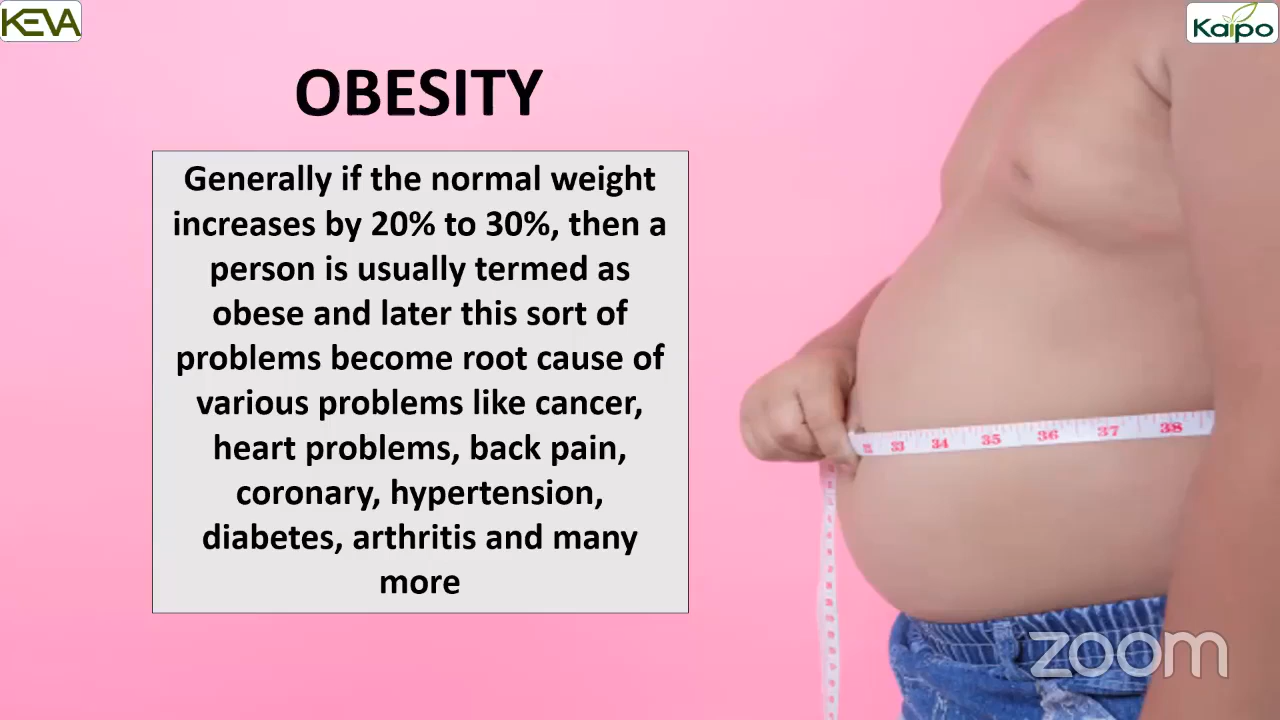 KEVA
Kaipo
OBESITY
Generally if the normal weight
increases by 20% to 30%, then a
person is usually termed as
obese and later this sort of
problems become root cause of
various problems like cancer,
heart problems, back pain,
coronary, hypertension,
diabetes, arthritis and many
more
33 34 35 36 37 38
zoom